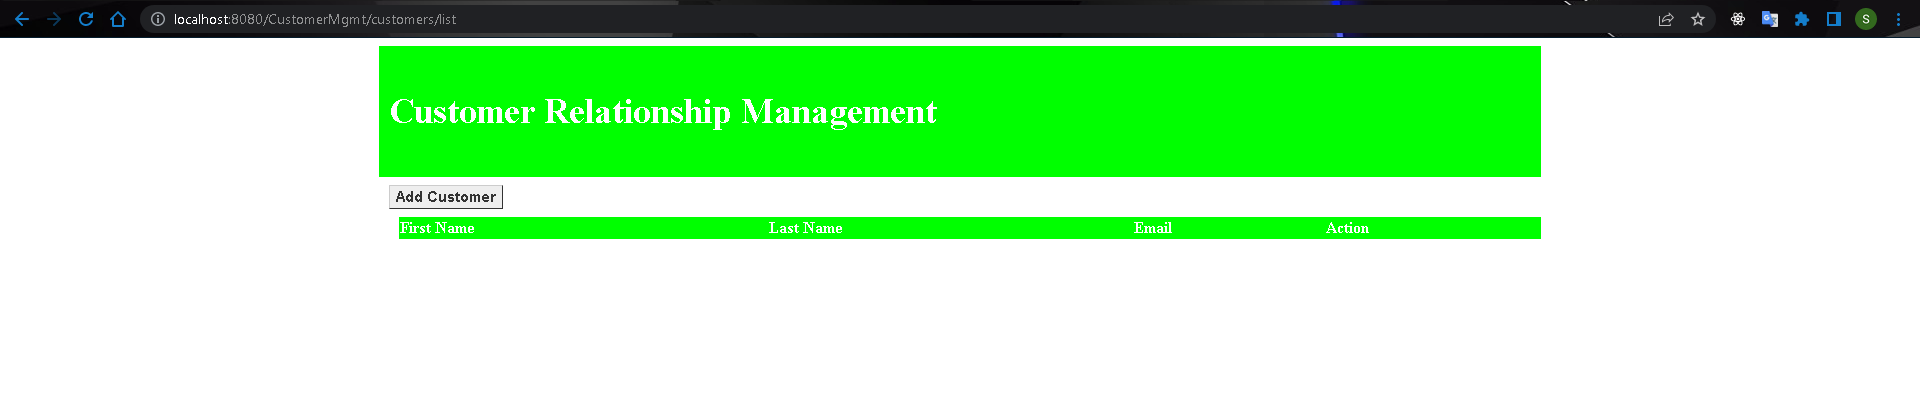 localhost:8080/CustomerMgmt/customers/list
S
Customer Relationship Management
Add Customer
First Name Last Name Email Action